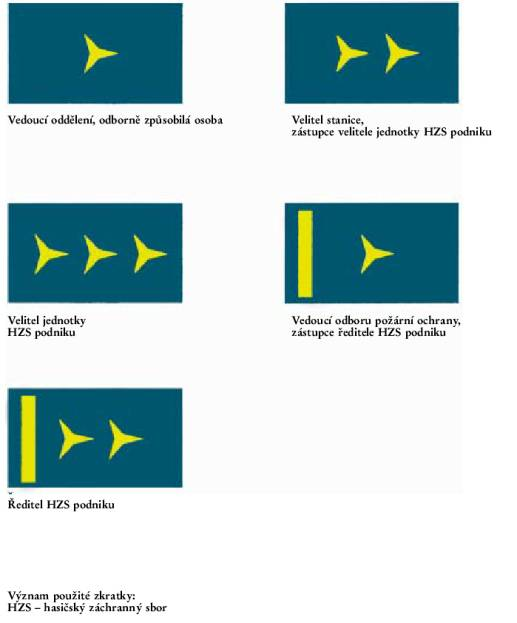 Vedoucí oddělení, odborně způsobilá osoba
Velitel stanice,
zástupce velitele jednotky HZS podniku
Velitel jednotky
HZS podniku
Vedoucí odboru požární ochrany,
zástupce ředitele HZS podniku
Ředitel HZS podniku
Význam použité zkratky:
HZS – hasičský záchranný sbor